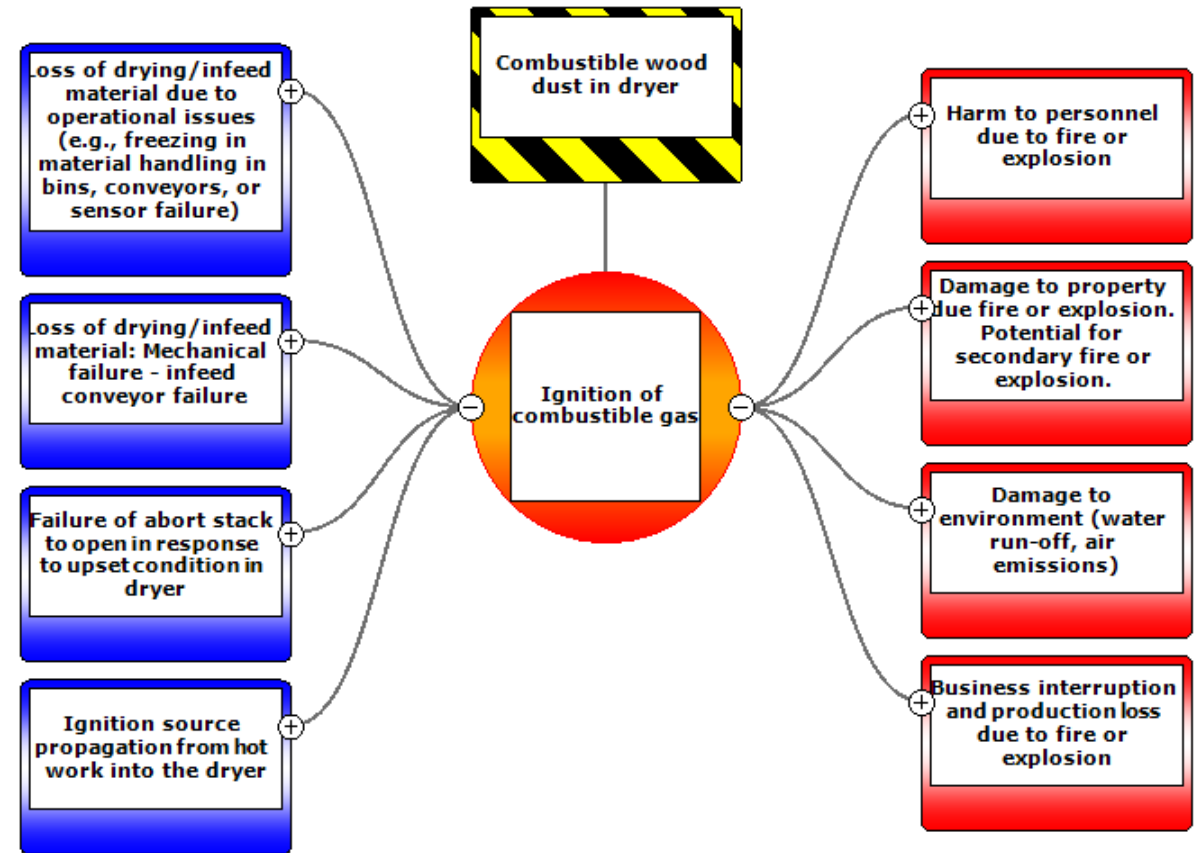 Combustible wood
dust in dryer
Loss of drying/infeed
material due to
operational issues
(e.g., freezing in
material handling in
bins, conveyors, or
sensor failure)
Loss of drying/infeed
material: Mechanical
failure - infeed
conveyor failure
Failure of abort stack
to open in response
to upset condition in
dryer
Ignition source
propagation from hot
work into the dryer
Ignition of
combustible gas
Harm to personnel
due to fire or
explosion
Damage to property
due fire or explosion.
Potential for
secondary fire or
explosion.
Damage to
environment (water
run-off, air
emissions)
Business interruption
and production loss
due to fire or
explosion